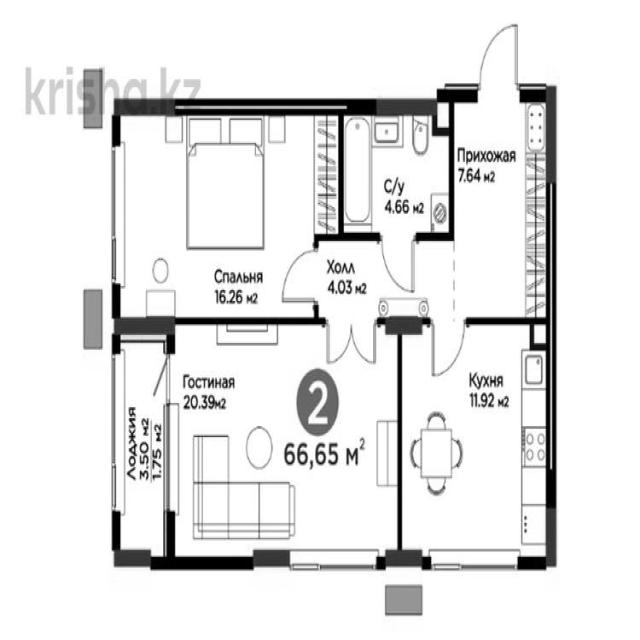 krisha.kz
Прихожая
7.64 м2
С/у
4.66 м2
Спальня
16.26 м2
Холл
4.03 м2
Гостиная
20.39м2
2
66,65 м2
Кухня
11.92 м2
Лоджия
3.50 м2
1.75 м2